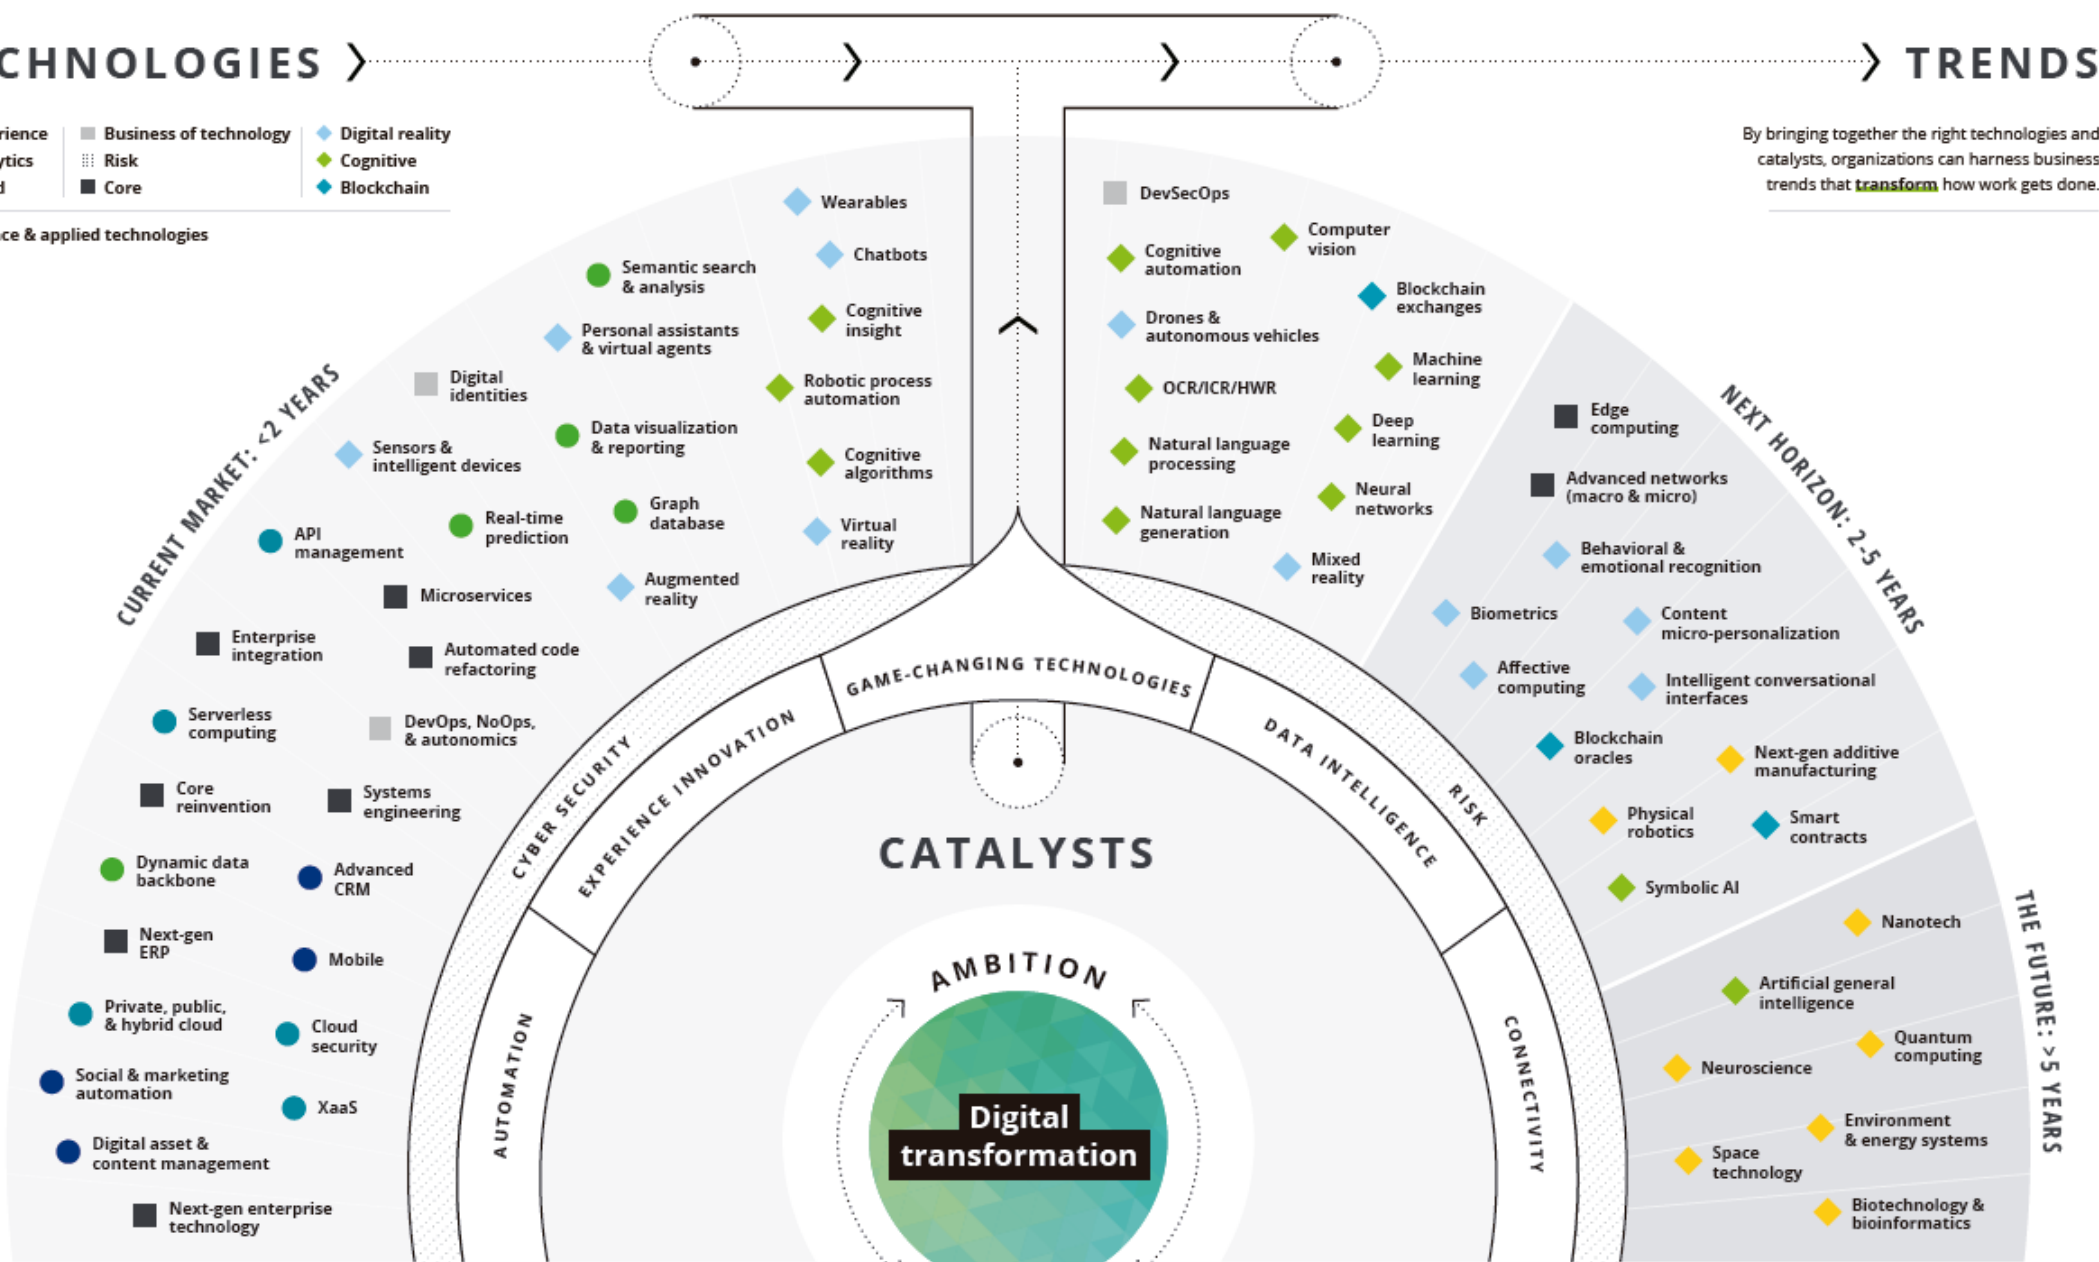 CHNOLOGIES
TRENDS
rience
ytics
d
Business of technology
Risk
Core
Digital reality
Cognitive
Blockchain
ce & applied technologies
By bringing together the right technologies and
catalysts, organizations can harness business
trends that transform how work gets done.
CURRENT MARKET: <2 YEARS
Wearables
Chatbots
Semantic search
& analysis
Cognitive
insight
Personal assistants
& virtual agents
Digital
identities
Robotic process
automation
Data visualization
& reporting
Sensors &
intelligent devices
Cognitive
algorithms
Graph
database
Real-time
prediction
Virtual
reality
API
management
Augmented
reality
Microservices
Enterprise
integration
Automated code
refactoring
Serverless
computing
DevOps, NoOps,
& autonomics
Core
reinvention
Systems
engineering
Dynamic data
backbone
Advanced
CRM
Next-gen
ERP
Mobile
Private, public,
& hybrid cloud
Cloud
security
Social & marketing
automation
XaaS
Digital asset &
content management
Next-gen enterprise
technology
DevSecOps
Computer
vision
Cognitive
automation
Blockchain
exchanges
Drones &
autonomous vehicles
Machine
learning
OCR/ICR/HWR
Deep
learning
Natural language
processing
Neural
networks
Natural language
generation
Mixed
reality
NEXT HORIZON: 2-5 YEARS
Edge
computing
Advanced networks
(macro & micro)
Behavioral &
emotional recognition
Biometrics
Content
micro-personalization
Affective
computing
Intelligent conversational
interfaces
Blockchain
oracles
Next-gen additive
manufacturing
Physical
robotics
Smart
contracts
Symbolic AI
THE FUTURE: >5 YEARS
Nanotech
Artificial general
intelligence
Quantum
computing
Neuroscience
Environment
& energy systems
Space
technology
Biotechnology &
bioinformatics
CYBER SECURITY
RISK
AUTOMATION
EXPERIENCE INNOVATION
GAME-CHANGING TECHNOLOGIES
DATA INTELLIGENCE
CONNECTIVITY
CATALYSTS
AMBITION
Digital
transformation